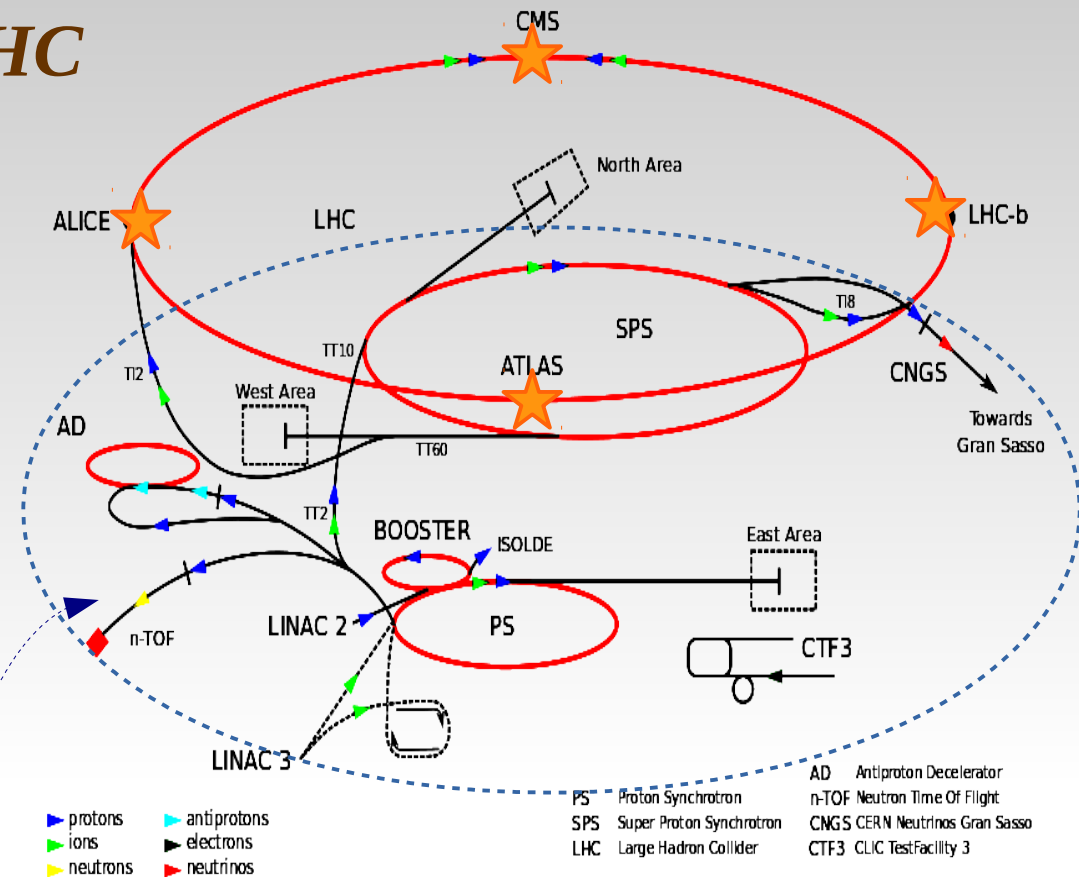 HC
CMS
North Area
ALICE
LHC
LHC-b
TI8
SPS
TT10
ATLAS
CNGS
TI2
West Area
Towards
Gran Sasso
AD
TT60
TT2
BOOSTER
ISOLDE
East Area
LINAC 2
PS
n-TOF
CTF3
LINAC 3
protons
ions
neutrons
antiprotons
electrons
neutrinos
PS Proton Synchrotron
SPS Super Proton Synchrotron
LHC Large Hadron Collider
AD Antiproton Decelerator
n-TOF Neutron Time Of Flight
CNGS CERN Neutrinos Gran Sasso
CTF3 CLIC TestFacility 3